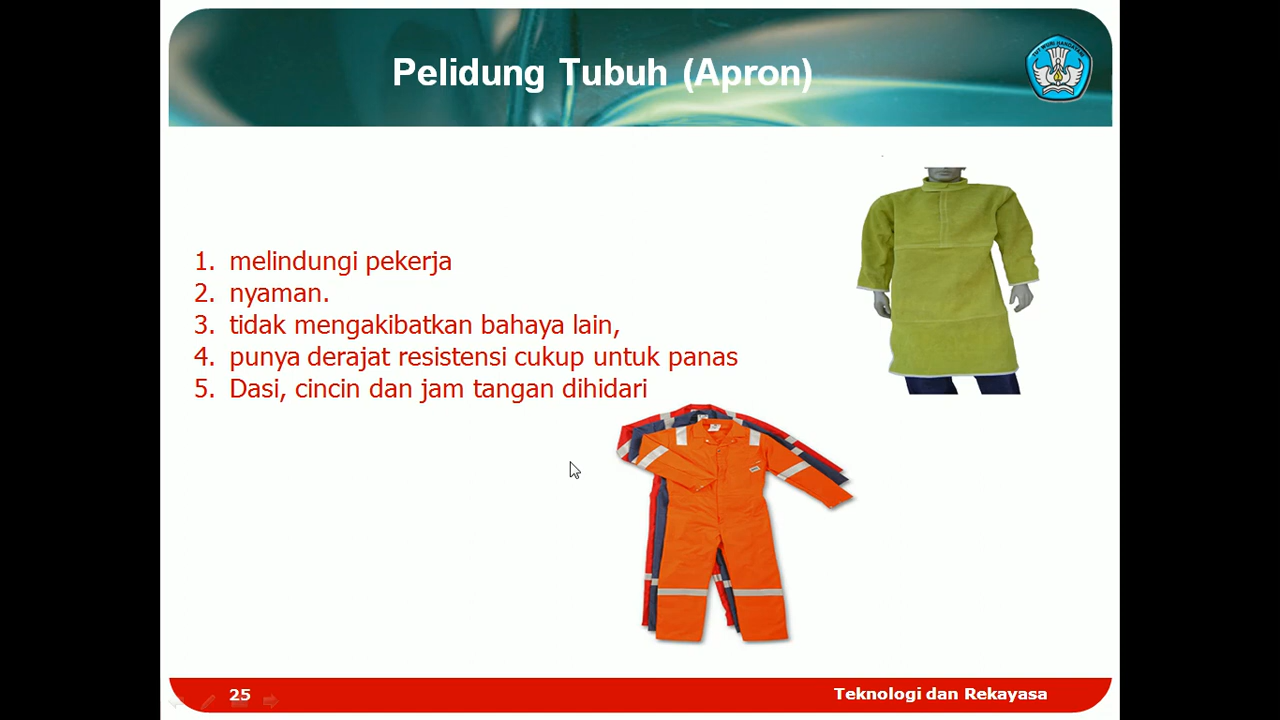 Pelidung Tubuh (Apron)
1. melindungi pekerja
2. nyaman.
3. tidak mengakibatkan bahaya lain,
4. punya derajat resistensi cukup untuk panas
5. Dasi, cincin dan jam tangan dihidari
25
Teknologi dan Rekayasa